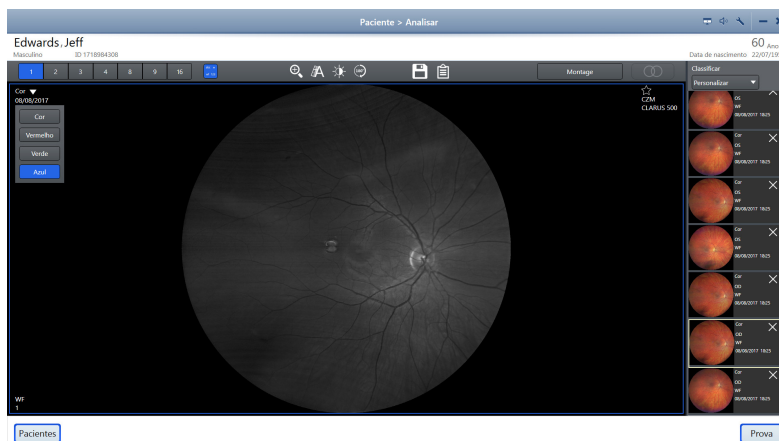 Paciente > Analisar
Edwards, Jeff
Masculino ID 1718984308
60 Anos
Data de nascimento 22/07/19
1 2 3 4 8 9 16
Montage
Classificar
Personalizar
Cor
08/08/2017
Cor
Vermelho
Verde
Azul
CZM
CLARUS 500
WF
1
OS
WF
08/08/2017 18:25
Cor
OS
WF
08/08/2017 18:25
Cor
OS
WF
08/08/2017 18:25
Cor
OS
WF
08/08/2017 18:25
Cor
OD
WF
08/08/2017 18:25
Cor
OD
WF
08/08/2017 18:25
Cor
OD
WF
08/08/2017 18:25
Pacientes
Prova